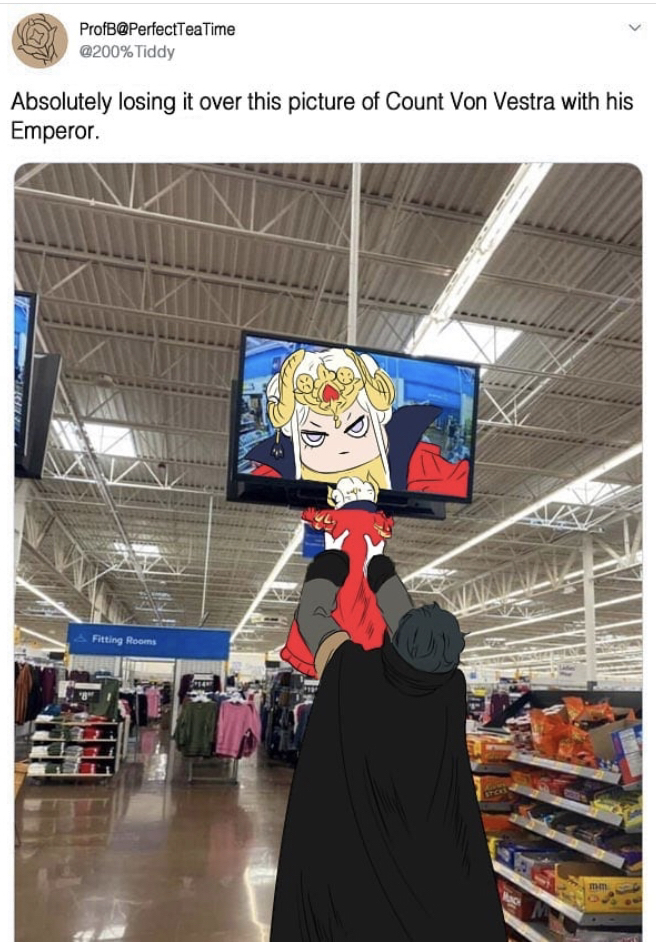 ProfB@PerfectTeaTime
@200%Tiddy
Absolutely losing it over this picture of Count Von Vestra with his
Emperor.
Fitting Rooms
m&m